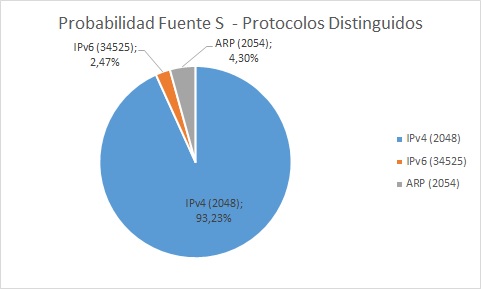 Probabilidad Fuente S - Protocolos Distinguidos
IPv6 (34525);
2,47%
ARP (2054);
4,30%
IPv4 (2048);
93,23%
IPv4 (2048)
IPv6 (34525)
ARP (2054)